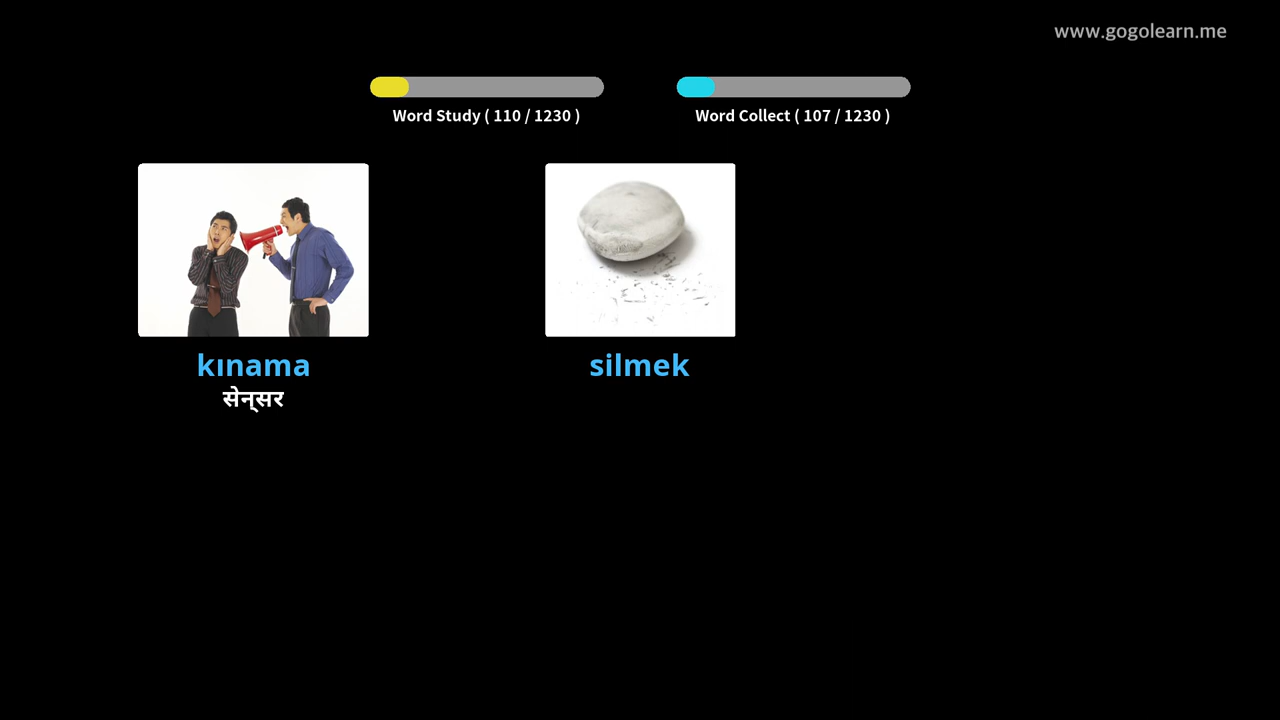 www.gogolearn.me
Word Study ( 110 / 1230 )
Word Collect ( 107 / 1230 )
kınama
सेन्‌सर
silmek